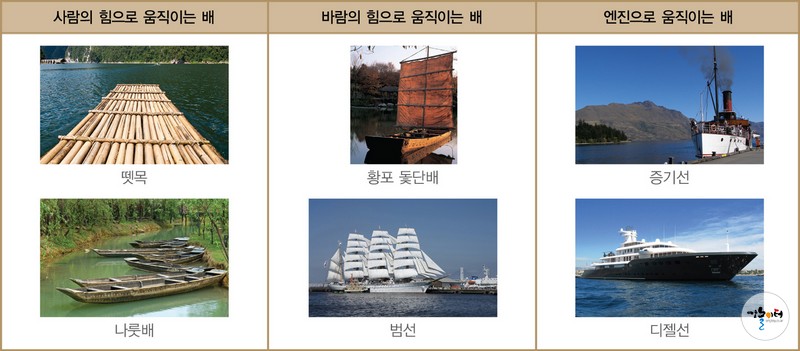 사람의 힘으로 움직이는 배
바람의 힘으로 움직이는 배
엔진으로 움직이는 배
뗏목
황포 돛단배
증기선
나룻배
범선
디젤선